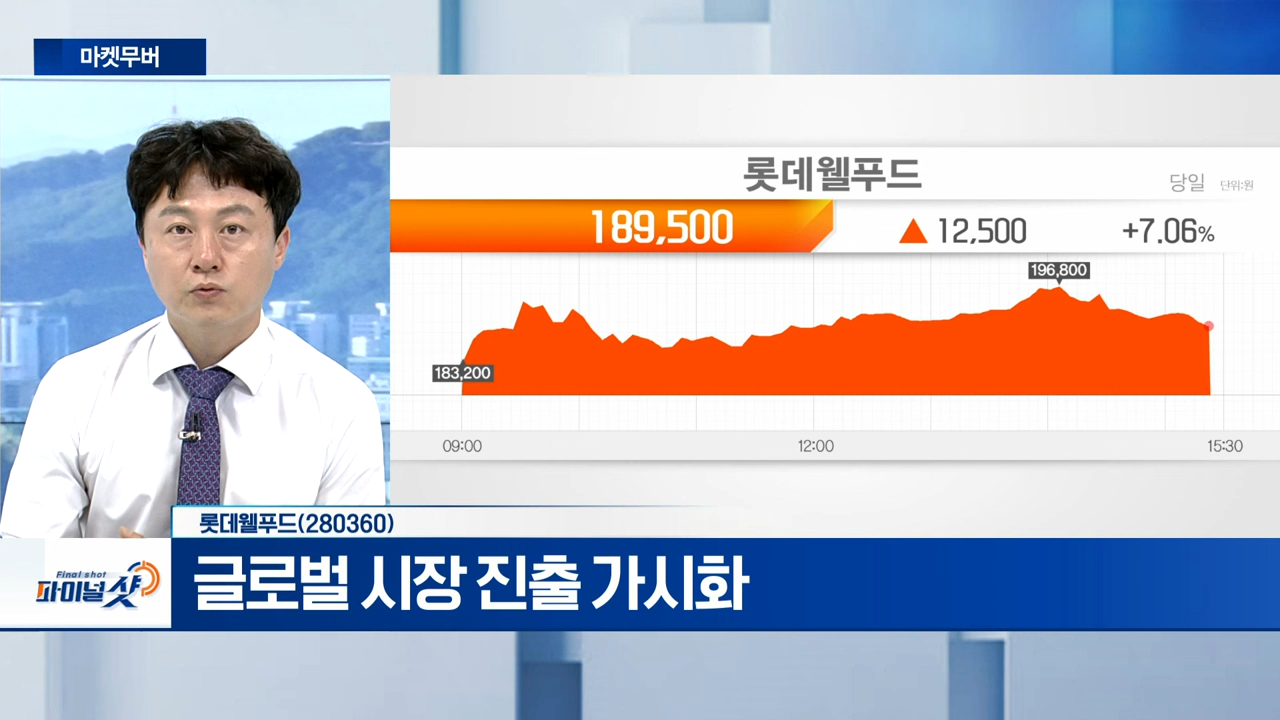 마켓무버
롯데웰푸드
당일 단위:원
189,500 ▲ 12,500 +7.06%
196,800
183,200
09:00 12:00 15:30
롯데웰푸드(280360)
Final shot
파이널샷
글로벌 시장 진출 가시화